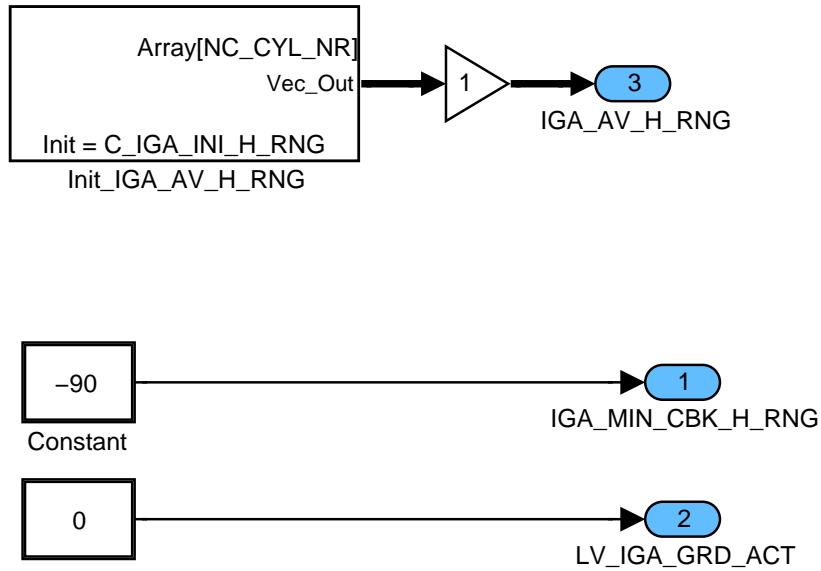 Array[NC_CYL_NR]
Vec_Out
1
3
IGA_AV_H_RNG
Init = C_IGA_INI_H_RNG
Init_IGA_AV_H_RNG
−90
1
IGA_MIN_CBK_H_RNG
Constant
0
2
LV_IGA_GRD_ACT